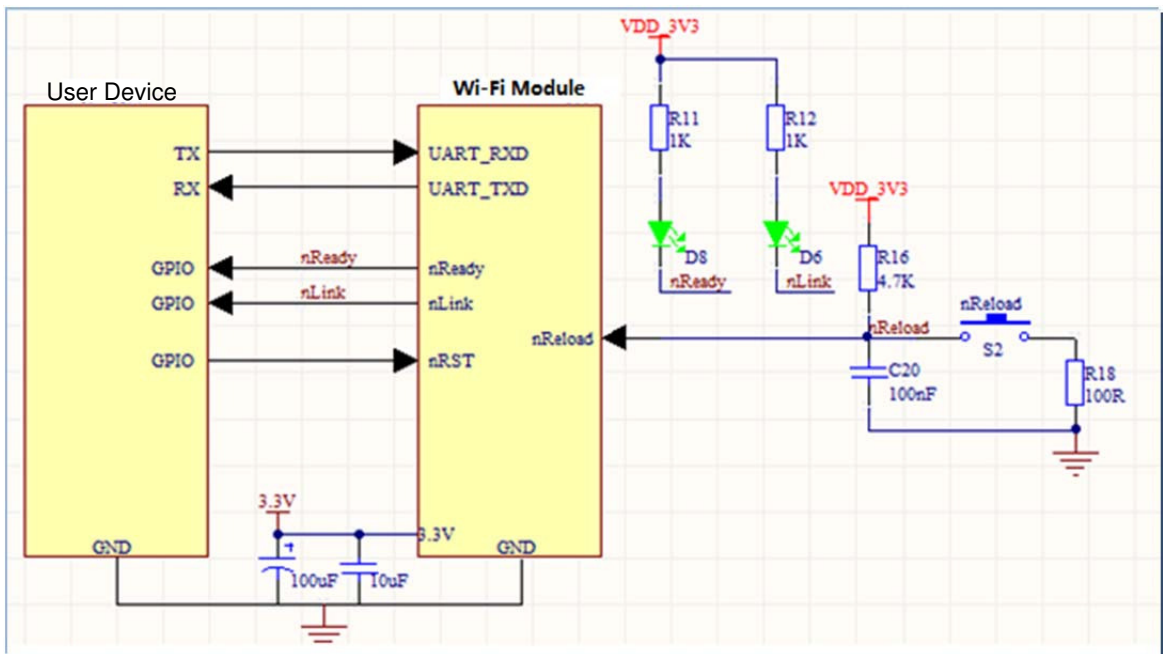 VDD_3V3
User Device
Wi-Fi Module
R11
1K
R12
1K
TX
UART_RXD
RX
UART_TXD
VDD_3V3
GPIO
nReady
nReady
D8
nReady
D6
nLink
R16
4.7K
GPIO
nLink
nLink
nReload
nReload
nReload
S2
GPIO
nRST
C20
100nF
R18
100R
3.3V
3.3V
GND
GND
+
100uF
10uF